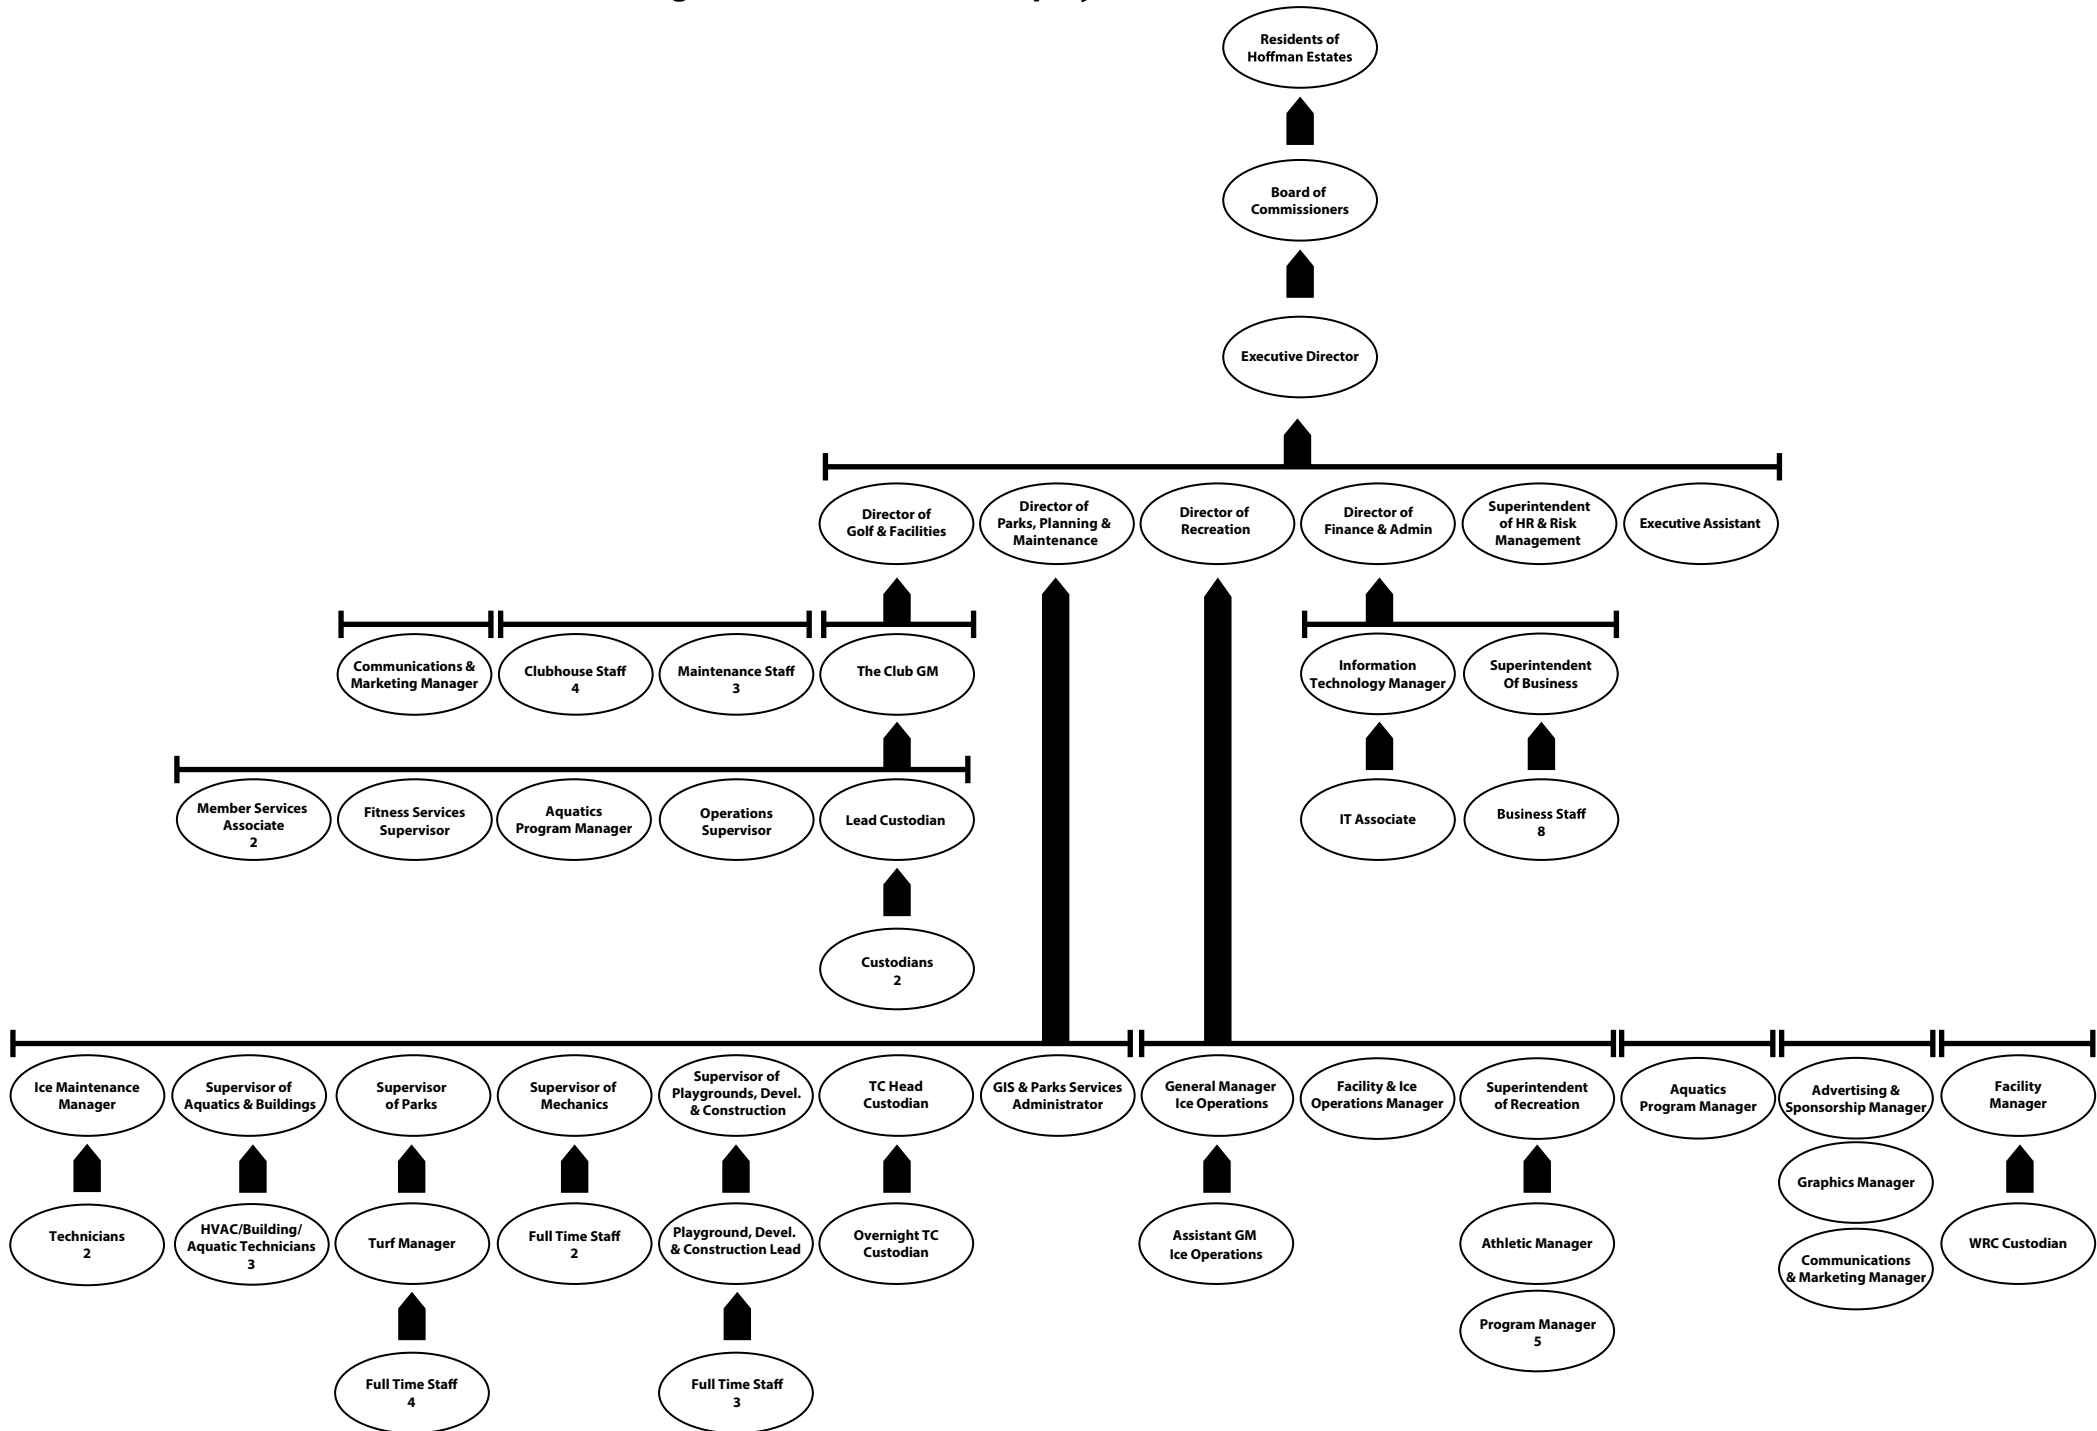 Residents of
Hoffman Estates
Board of
Commissioners
Executive Director
Director of
Golf & Facilities
Director of
Parks, Planning &
Maintenance
Director of
Recreation
Director of
Finance & Admin
Superintendent
of HR & Risk
Management
Executive Assistant
Communications &
Marketing Manager
Clubhouse Staff
4
Maintenance Staff
3
The Club GM
Information
Technology Manager
Superintendent
Of Business
Member Services
Associate
2
Fitness Services
Supervisor
Aquatics
Program Manager
Operations
Supervisor
Lead Custodian
IT Associate
Business Staff
8
Custodians
2
Ice Maintenance
Manager
Supervisor of
Aquatics & Buildings
Supervisor
of Parks
Supervisor of
Mechanics
Supervisor of
Playgrounds, Devel.
& Construction
TC Head
Custodian
GIS & Parks Services
Administrator
General Manager
Ice Operations
Facility & Ice
Operations Manager
Superintendent
of Recreation
Aquatics
Program Manager
Advertising &
Sponsorship Manager
Facility
Manager
Graphics Manager
Technicians
2
HVAC/Building/
Aquatic Technicians
3
Turf Manager
Full Time Staff
2
Playground, Devel.
& Construction Lead
Overnight TC
Custodian
Assistant GM
Ice Operations
Athletic Manager
Communications
& Marketing Manager
WRC Custodian
Program Manager
5
Full Time Staff
4
Full Time Staff
3